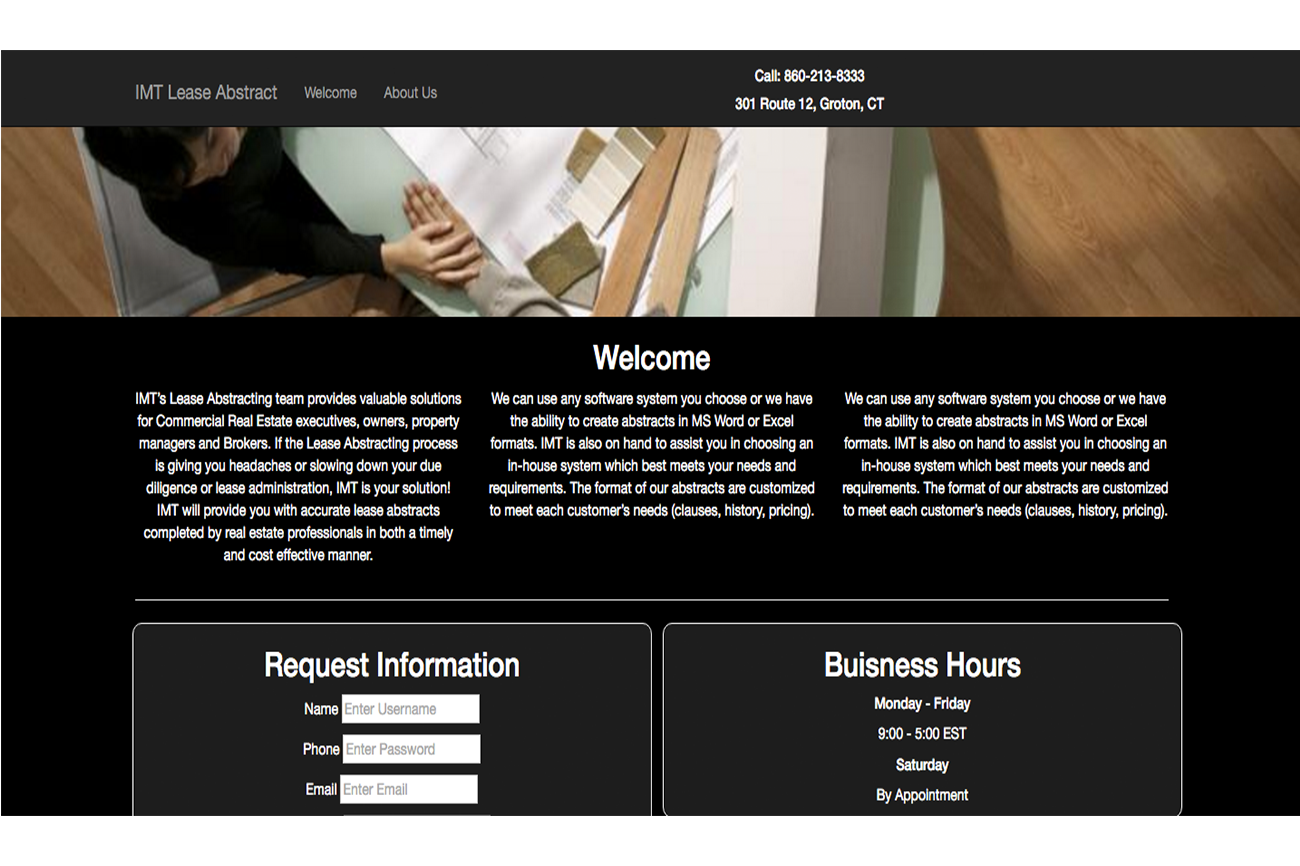 IMT Lease Abstract Welcome About Us
Call: 860-213-8333
301 Route 12, Groton, CT
Welcome
IMT's Lease Abstracting team provides valuable solutions
for Commercial Real Estate executives, owners, property
managers and Brokers. If the Lease Abstracting process
is giving you headaches or slowing down your due
diligence or lease administration, IMT is your solution!
IMT will provide you with accurate lease abstracts
completed by real estate professionals in both a timely
and cost effective manner.
We can use any software system you choose or we have
the ability to create abstracts in MS Word or Excel
formats. IMT is also on hand to assist you in choosing an
in-house system which best meets your needs and
requirements. The format of our abstracts are customized
to meet each customer's needs (clauses, history, pricing).
We can use any software system you choose or we have
the ability to create abstracts in MS Word or Excel
formats. IMT is also on hand to assist you in choosing an
in-house system which best meets your needs and
requirements. The format of our abstracts are customized
to meet each customer's needs (clauses, history, pricing).
Request Information
Name Enter Username
Phone Enter Password
Email Enter Email
Buisness Hours
Monday - Friday
9:00 - 5:00 EST
Saturday
By Appointment